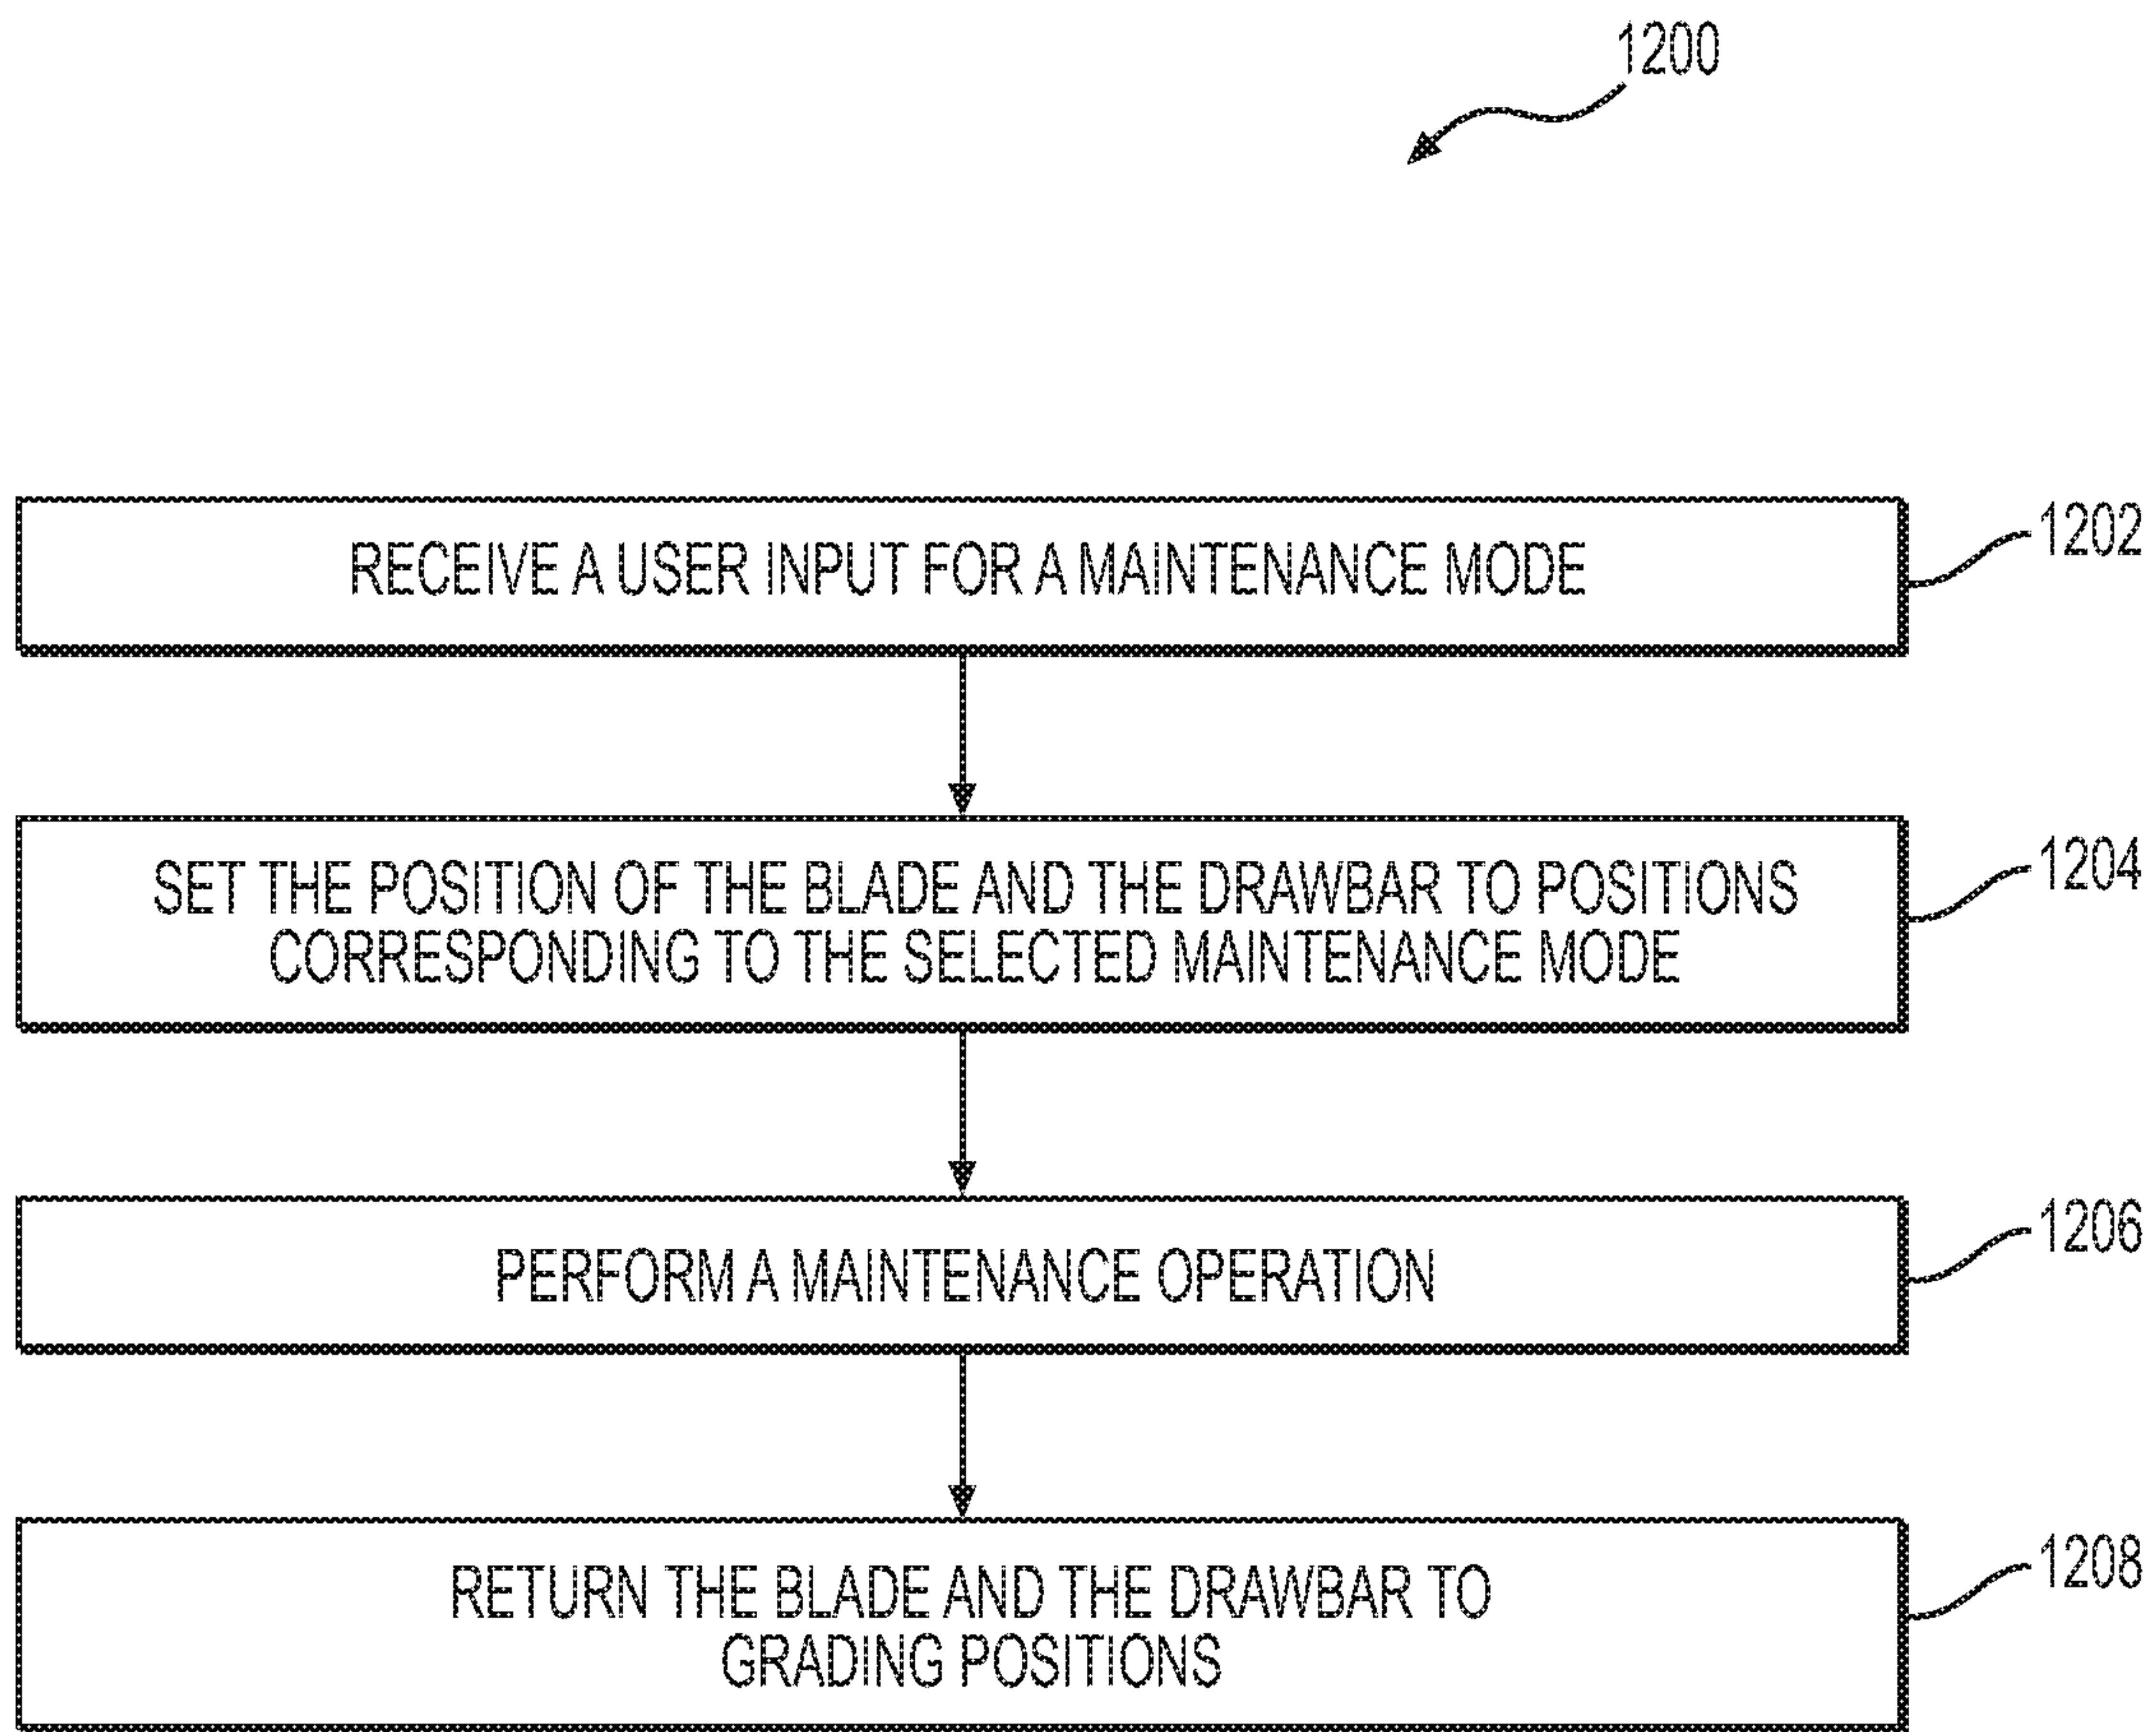 1200
RECEIVE A USER INPUT FOR A MAINTENANCE MODE
1202
SET THE POSITION OF THE BLADE AND THE DRAWBAR TO POSITIONS
CORRESPONDING TO THE SELECTED MAINTENANCE MODE
1204
PERFORM A MAINTENANCE OPERATION
1206
RETURN THE BLADE AND THE DRAWBAR TO
GRADING POSITIONS
1208